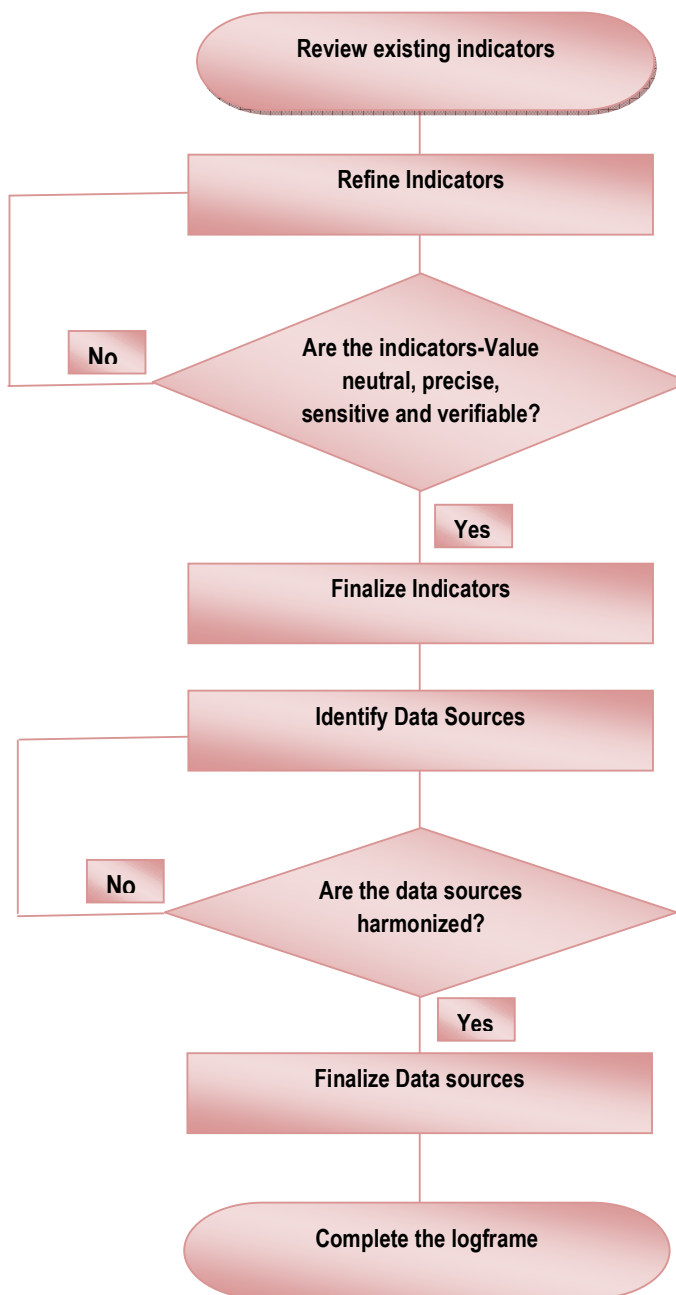 Review existing indicators
Refine Indicators
No
Are the indicators-Value
neutral, precise,
sensitive and verifiable?
Yes
Finalize Indicators
Identify Data Sources
No
Are the data sources
harmonized?
Yes
Finalize Data sources
Complete the logframe